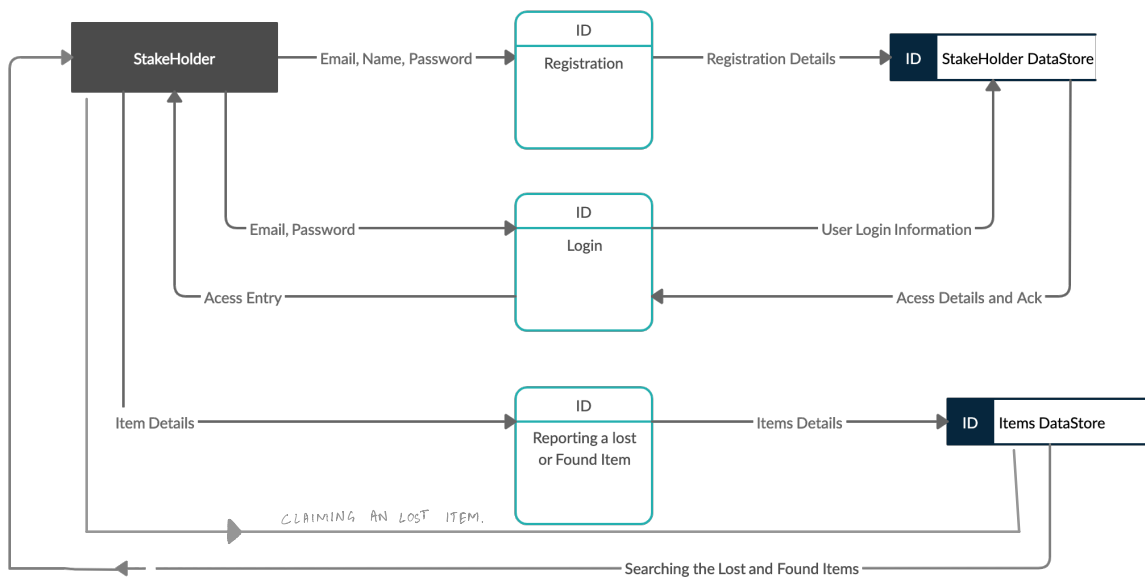 ID
StakeHolder
Email, Name, Password
Registration
Registration Details
ID
StakeHolder DataStore
ID
Email, Password
Login
User Login Information
Acess Entry
Acess Details and Ack
ID
Item Details
Reporting a lost
or Found Item
Items Details
ID
Items DataStore
CLAIMING AN LOST ITEM.
Searching the Lost and Found Items